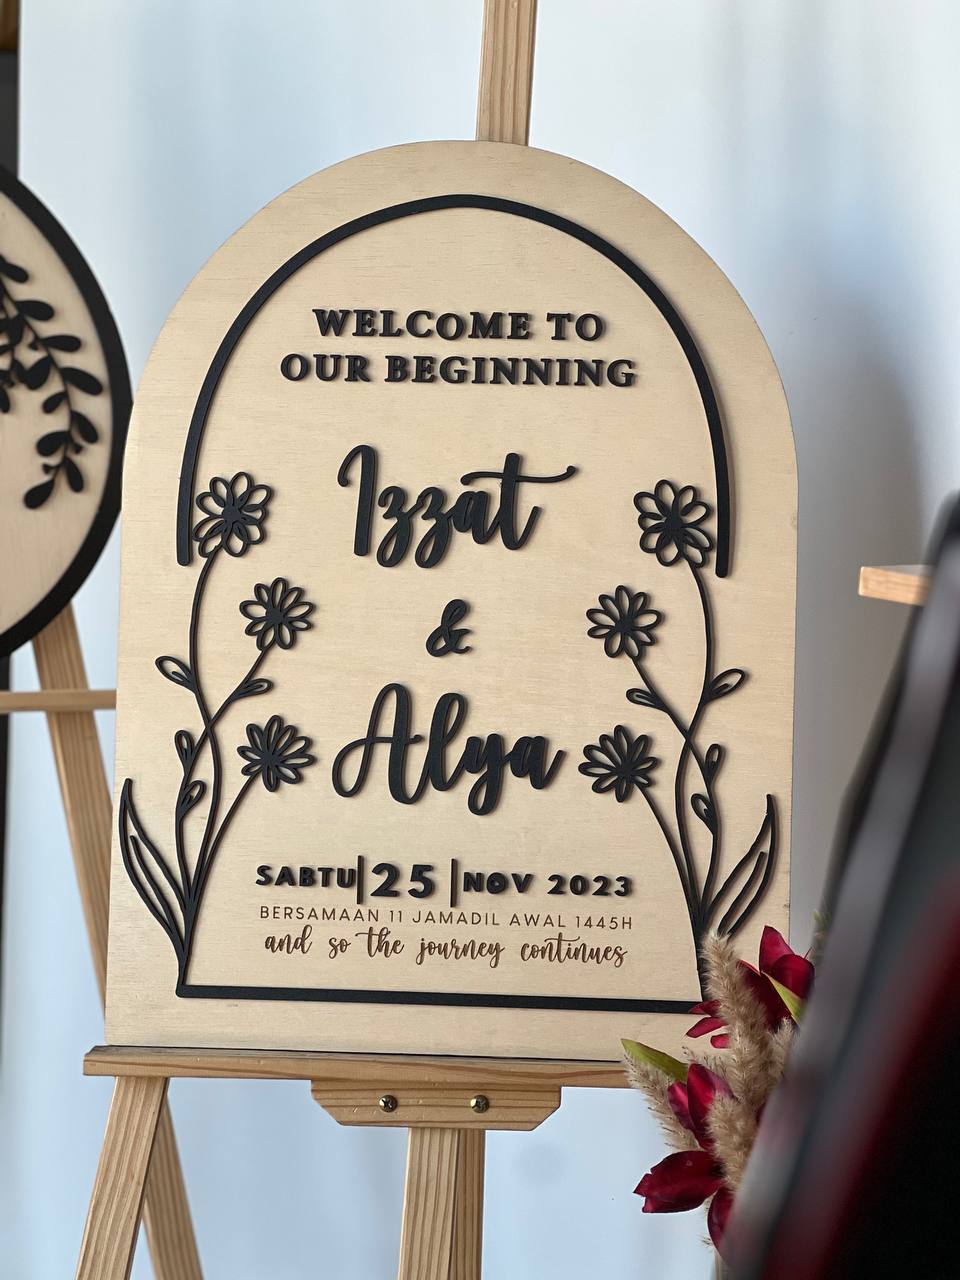 WELCOME TO
OUR BEGINNING
Izzat
&
Alya
SABTU|25|NOV 2023
BERSAMAAN 11 JAMADIL AWAL 1445H
and so the journey continues